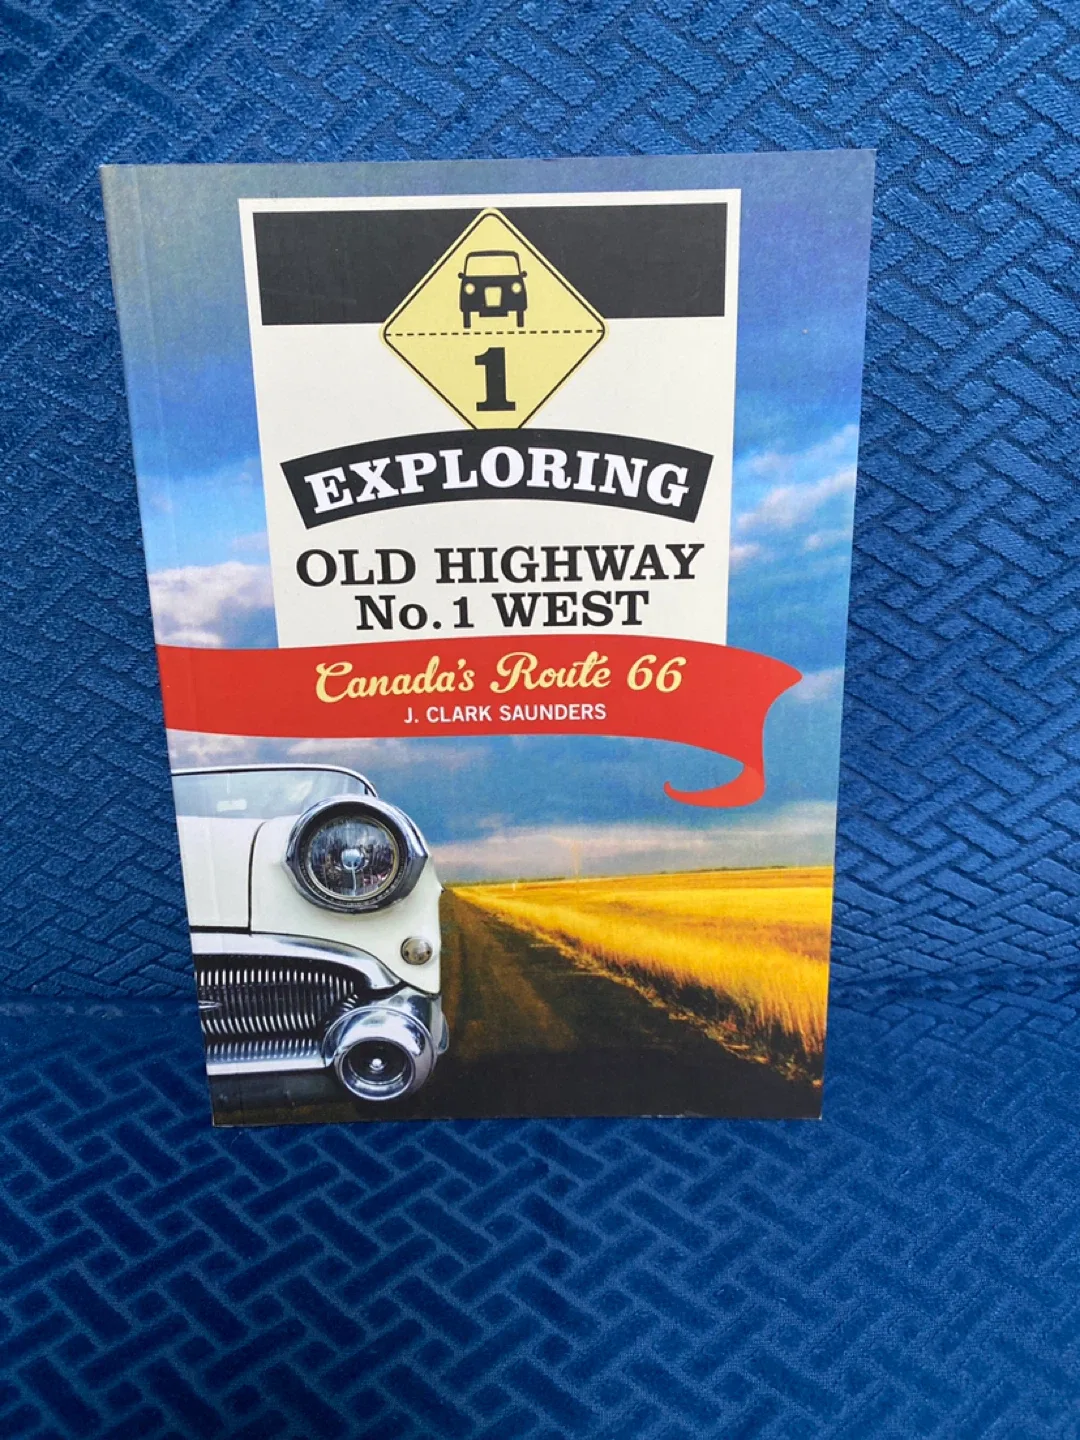 1
EXPLORING
OLD HIGHWAY
No. 1 WEST
Canada's Route 66
J. CLARK SAUNDERS